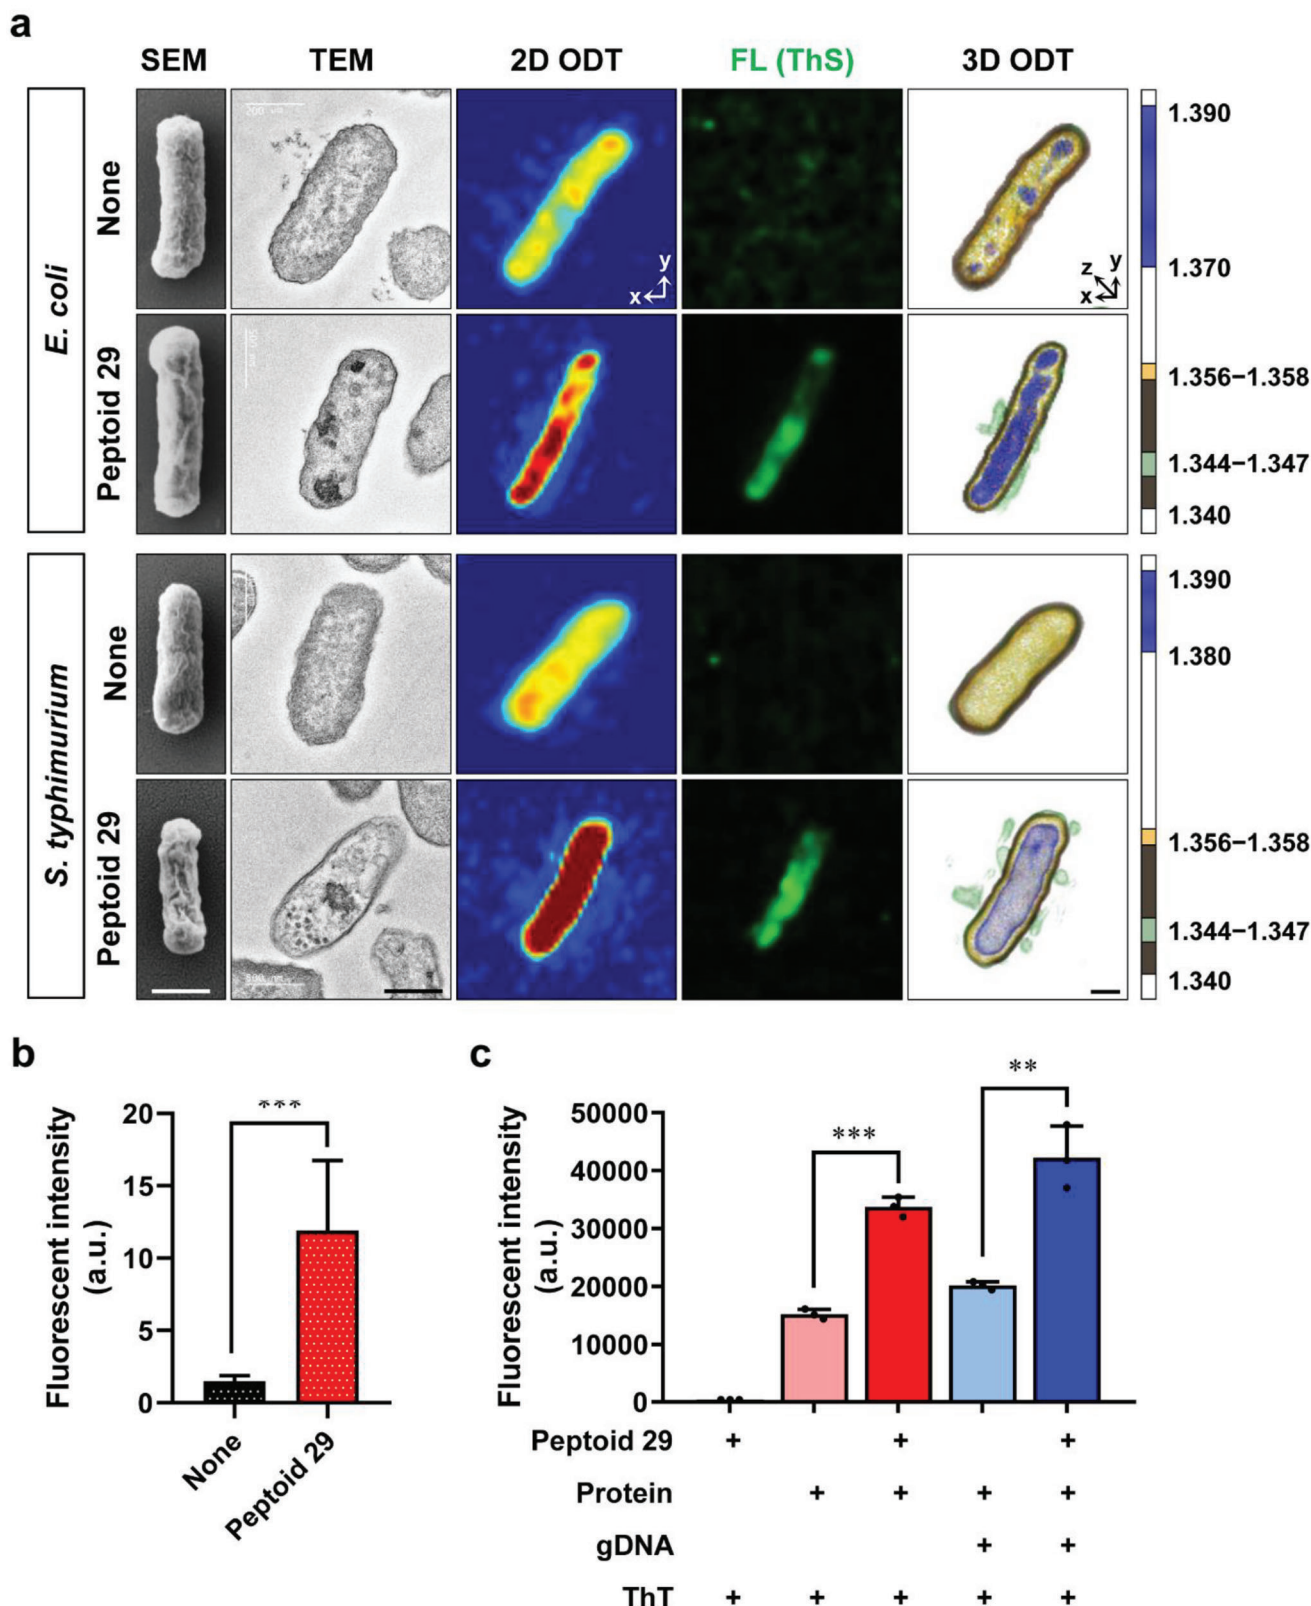 a
SEM TEM 2D ODT FL (ThS) 3D ODT
E. coli
None
y
x
z y
x
1.390
1.370
1.356–1.358
1.344–1.347
1.340
Peptoid 29
S. typhimurium
None
1.390
1.380
1.356–1.358
1.344–1.347
1.340
Peptoid 29
b
Fluorescent intensity
(a.u.)
20
15
10
5
0
***
None
Peptoid 29
c
Fluorescent intensity
(a.u.)
50000
40000
30000
20000
10000
0
***
**
Peptoid 29 + + +
Protein + + + +
gDNA + +
ThT + + + + +